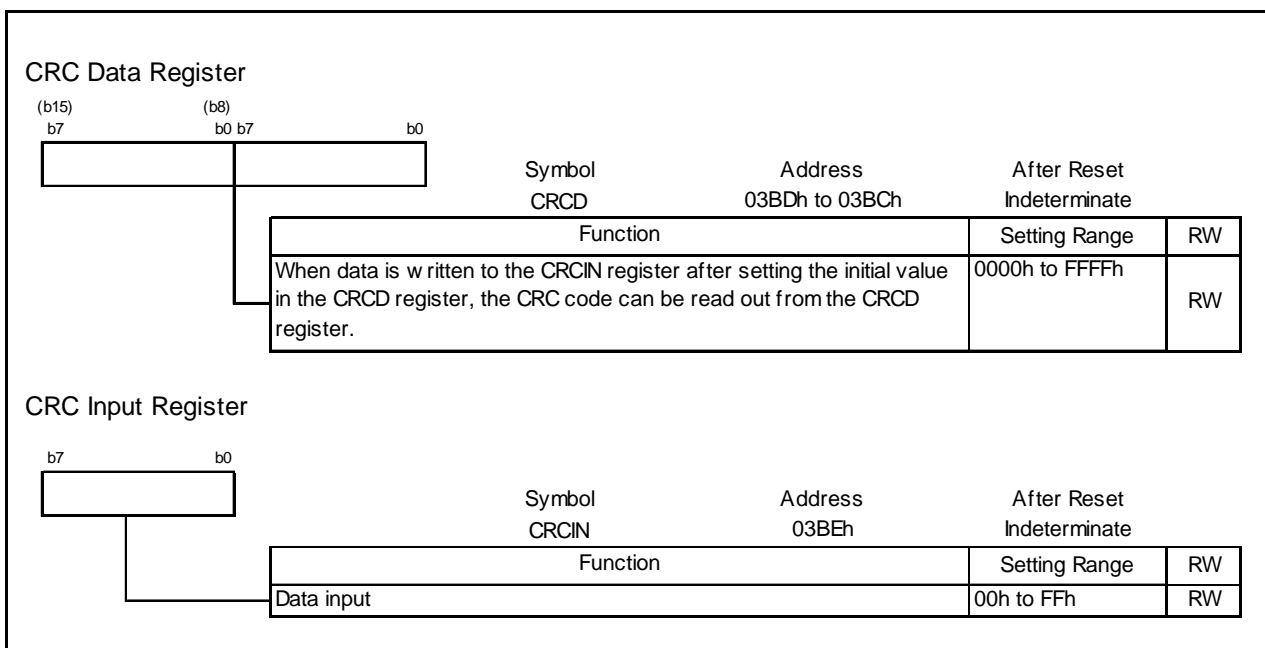 CRC Data Register
(b15) (b8)
b7 b0 b7 b0
Symbol Address After Reset
CRCD 03BDh to 03BCh Indeterminate
Function Setting Range RW
When data is w ritten to the CRCIN register after setting the initial value 0000h to FFFFh
in the CRCD register, the CRC code can be read out from the CRCD RW
register.
CRC Input Register
b7 b0
Symbol Address After Reset
CRCIN 03BEh Indeterminate
Function Setting Range RW
Data input 00h to FFh RW